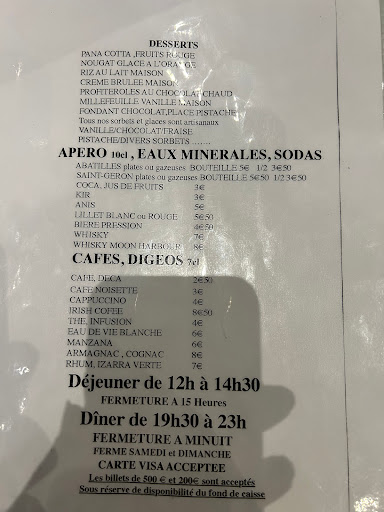 DESSERTS
PANA COTTA ,FRUITS ROUGE
NOUGAT GLACE A L'ORANGE
RIZ AU LAIT MAISON
CREME BRULEE MAISON
PROFITEROLES AU CHOCOLAT CHAUD
MILLEFEUILLE VANILLE MAISON
FONDANT CHOCOLAT,PLACE PISTACHE
Tous nos sorbets et glaces sont artisanaux
VANILLE/CHOCOLAT/FRAISE
PISTACHE/DIVERS SORBETS .......
APERO 10cl , EAUX MINERALES, SODAS
ABATILLES plates ou gazeuses BOUTEILLE 5€ 1/2 3€50
SAINT-GERON plates ou gazeuses BOUTEILLE 5€50 1/2 3€50
COCA, JUS DE FRUITS 3€
KIR 3€
ANIS 5€
LILLET BLANC ou ROUGE 5€50
BIERE PRESSION 4€50
WHISKY 7€
WHISKY MOON HARBOUR 8€
CAFES, DIGEOS 7cl
CAFE, DECA 2€50
CAFE NOISETTE 3€
CAPPUCCINO 4€
IRISH COFEE 8€50
THE, INFUSION 4€
EAU DE VIE BLANCHE 6€
MANZANA 6€
ARMAGNAC , COGNAC 8€
RHUM, IZARRA VERTE 7€
Déjeuner de 12h à 14h30
FERMETURE A 15 Heures
Dîner de 19h30 à 23h
FERMETURE A MINUIT
FERME SAMEDI et DIMANCHE
CARTE VISA ACCEPTEE
Les billets de 500 € et 200€ sont acceptés
Sous réserve de disponibilité du fond de caisse